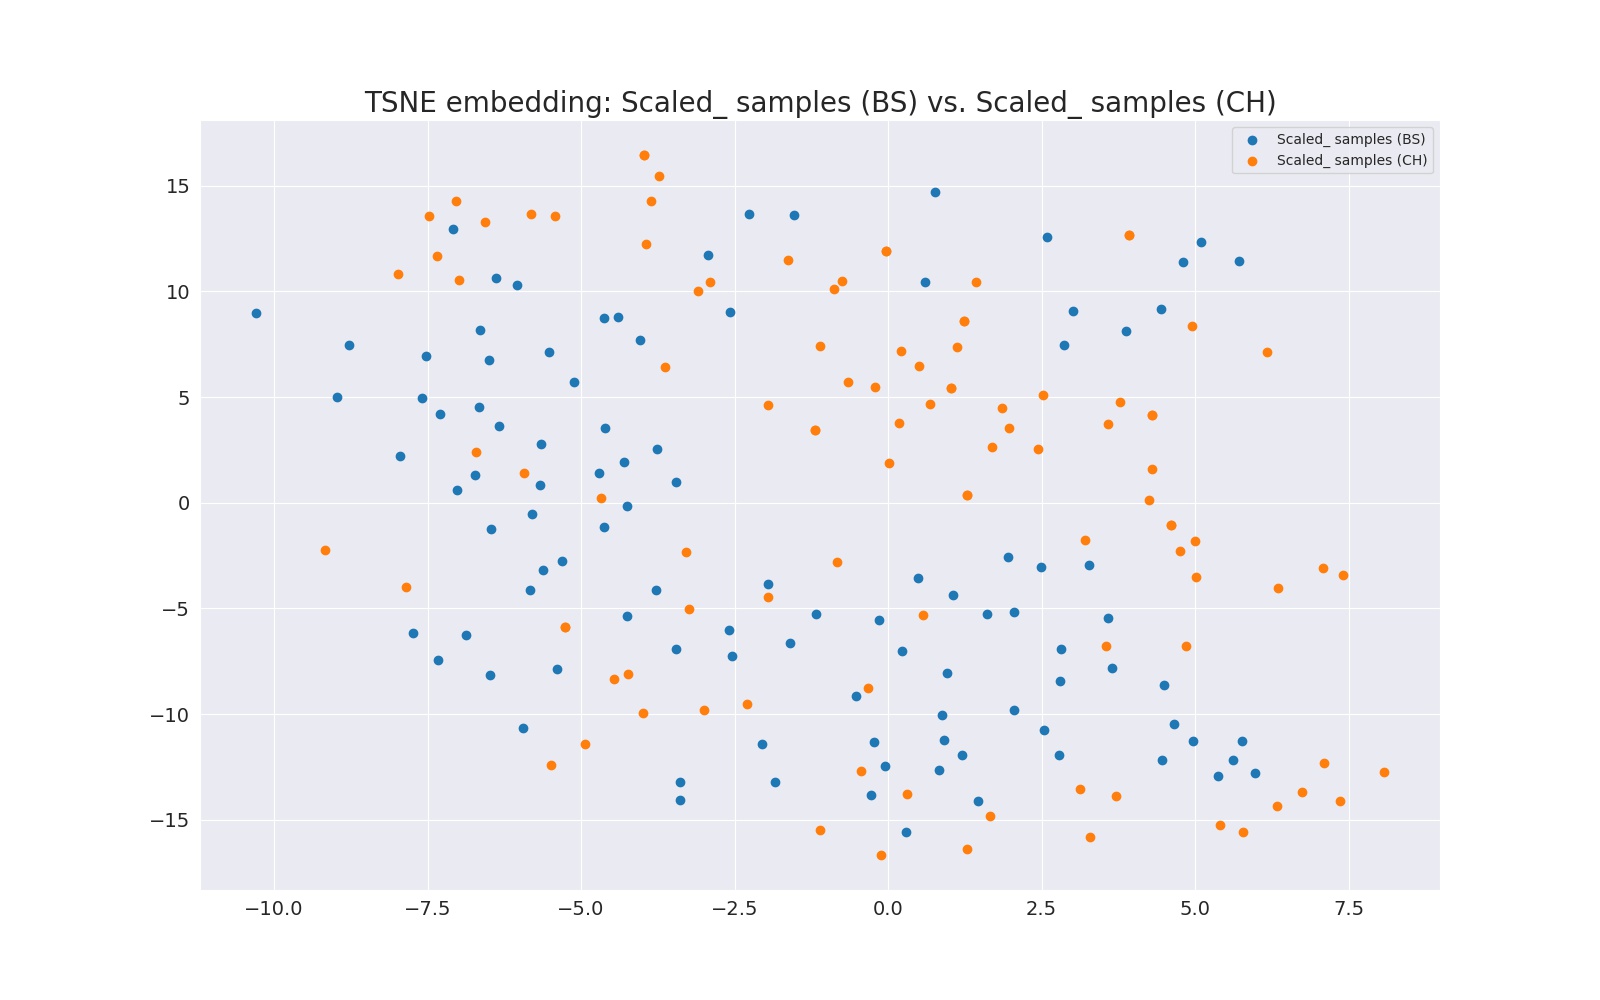 TSNE embedding: Scaled_ samples (BS) vs. Scaled_ samples (CH)
Scaled_ samples (BS)
Scaled_ samples (CH)
15
10
5
0
−5
−10
−15
−10.0 −7.5 −5.0 −2.5 0.0 2.5 5.0 7.5